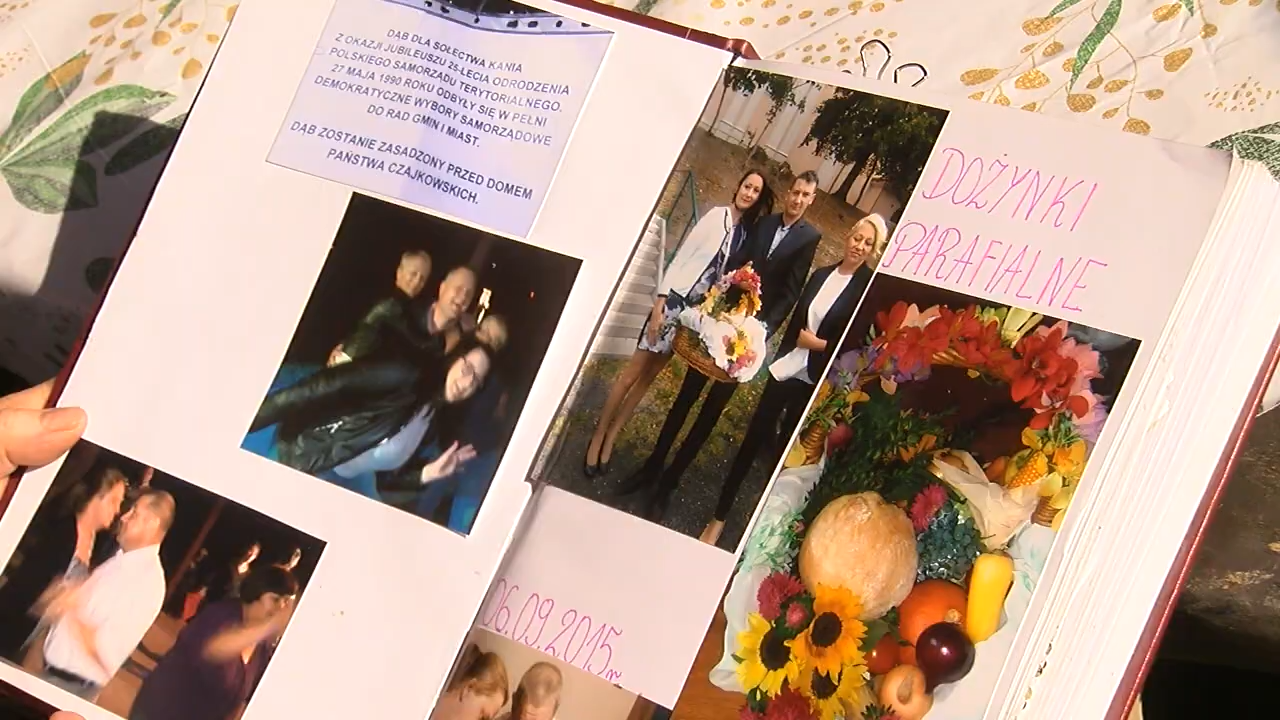 DĄB DLA SOŁECTWA KANIA
Z OKAZJI JUBILEUSZU 25-LECIA ODRODZENIA
POLSKIEGO SAMORZĄDU TERYTORIALNEGO.
27 MAJA 1990 ROKU ODBYŁY SIĘ W PEŁNI
DEMOKRATYCZNE WYBORY SAMORZĄDOWE
DO RAD GMIN I MIAST.
DĄB ZOSTANIE ZASADZONY PRZED DOMEM
PAŃSTWA CZAJKOWSKICH.
DOŻYNKI
PARAFIALNE
06.09.2015r.